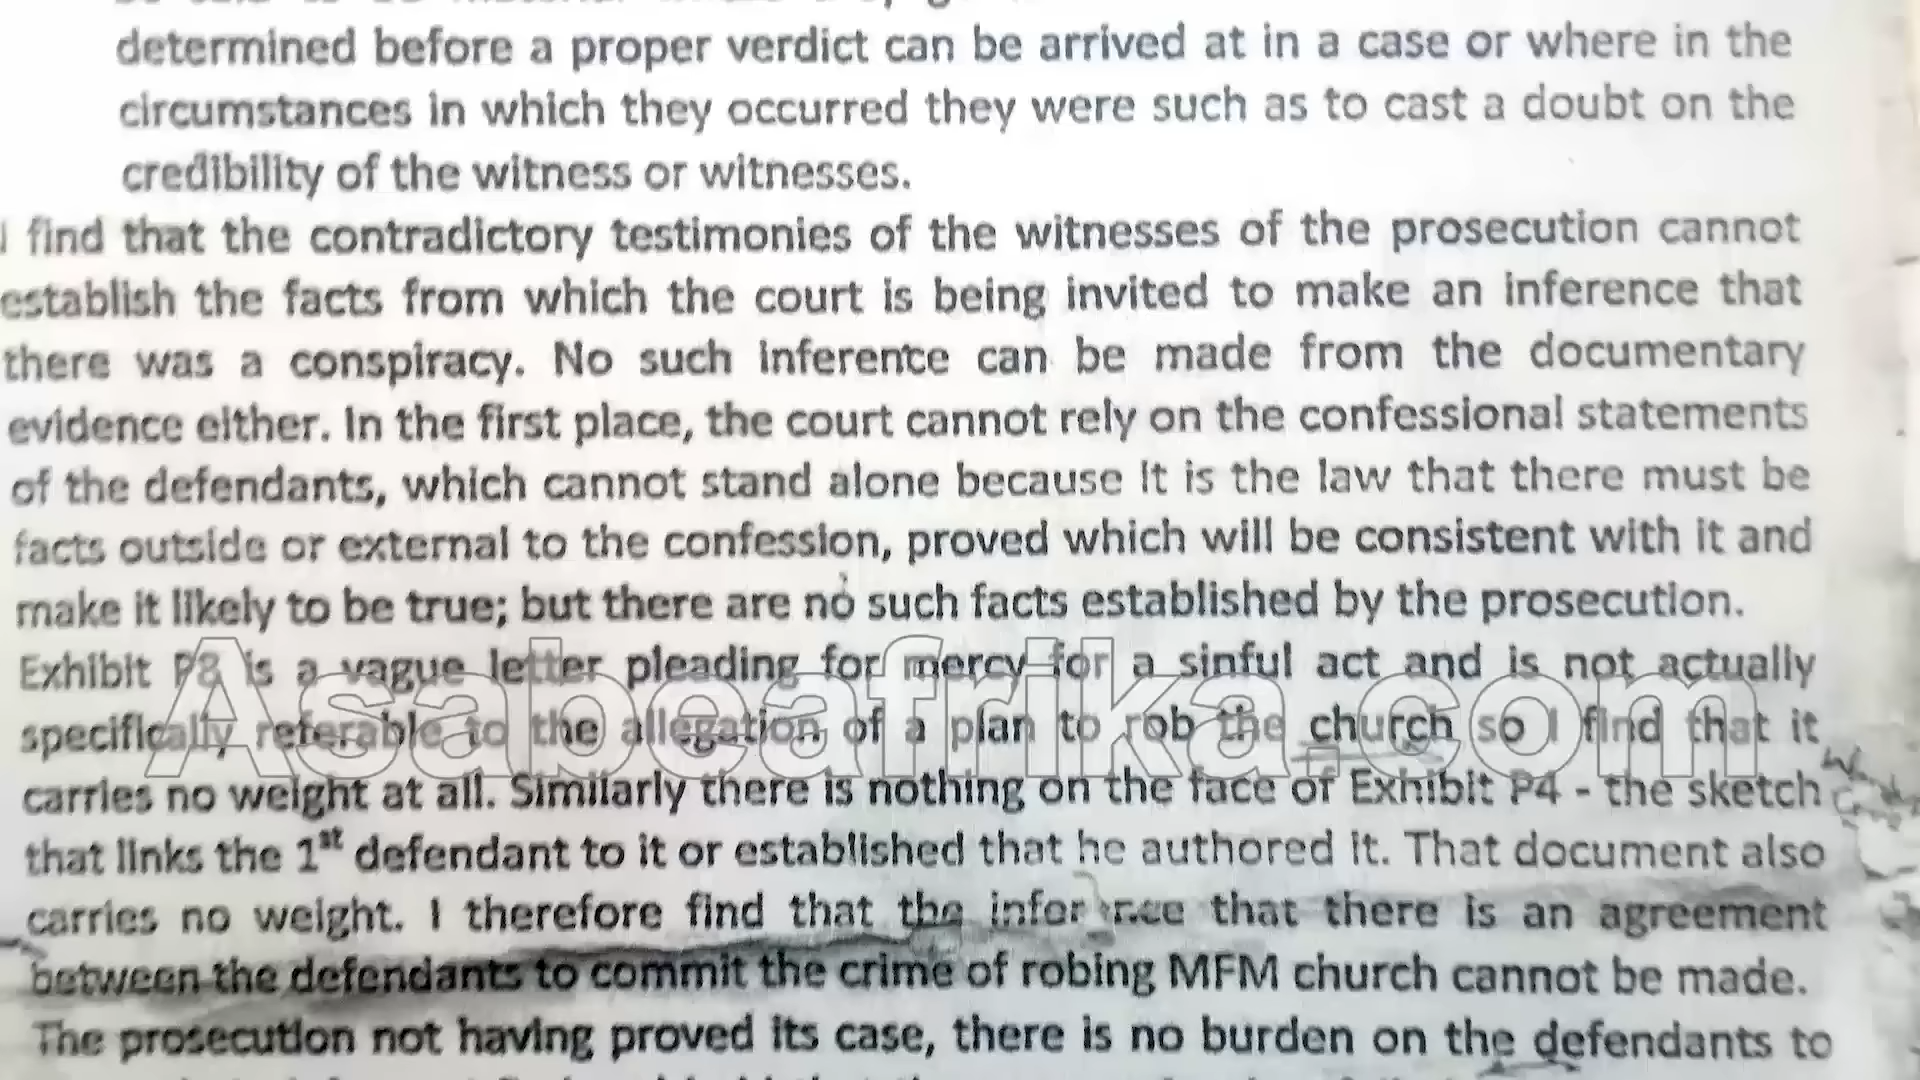 determined before a proper verdict can be arrived at in a case or where in the
circumstances in which they occurred they were such as to cast a doubt on the
credibility of the witness or witnesses.
I find that the contradictory testimonies of the witnesses of the prosecution cannot
establish the facts from which the court is being invited to make an inference that
there was a conspiracy. No such inference can be made from the documentary
evidence either. In the first place, the court cannot rely on the confessional statements
of the defendants, which cannot stand alone because it is the law that there must be
facts outside or external to the confession, proved which will be consistent with it and
make it likely to be true; but there are no such facts established by the prosecution.
Exhibit P8 is a vague letter pleading for mercy for a sinful act and is not actually
specifically referable to the allegation of a plan to rob the church so I find that it
Asabeafrika.com
carries no weight at all. Similarly there is nothing on the face of Exhibit P4 - the sketch
that links the 1st defendant to it or established that he authored it. That document also
carries no weight. I therefore find that the that there is an agreement
between the defendants to commit the crime of robing MFM church cannot be made.
The prosecution not having proved its case, there is no burden on the defendants to